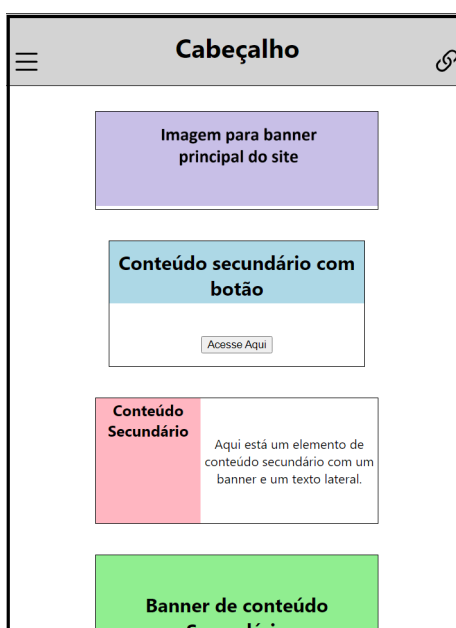 Cabeçalho
Imagem para banner
principal do site
Conteúdo secundário com
botão
Acesse Aqui
Conteúdo
Secundário
Aqui está um elemento de
conteúdo secundário com um
banner e um texto lateral.
Banner de conteúdo